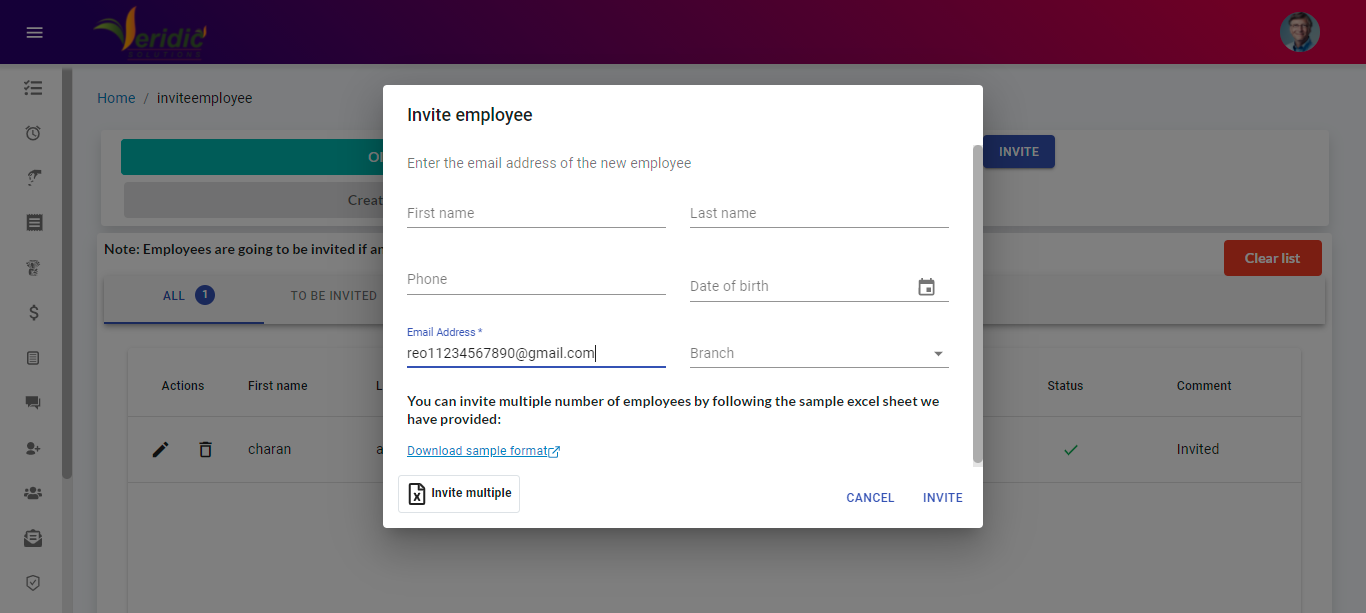 eridic
SOLUTIONS
Home / inviteemployee
Invite employee
Enter the email address of the new employee
First name
Last name
Phone
Date of birth
Email Address *
reo11234567890@gmail.com
Branch
You can invite multiple number of employees by following the sample excel sheet we
have provided:
Download sample format
Invite multiple
CANCEL
INVITE
INVITE
Creat
Note: Employees are going to be invited if an
Clear list
ALL 1
TO BE INVITED
Actions
First name
L
Status
Comment
charan
a
Invited